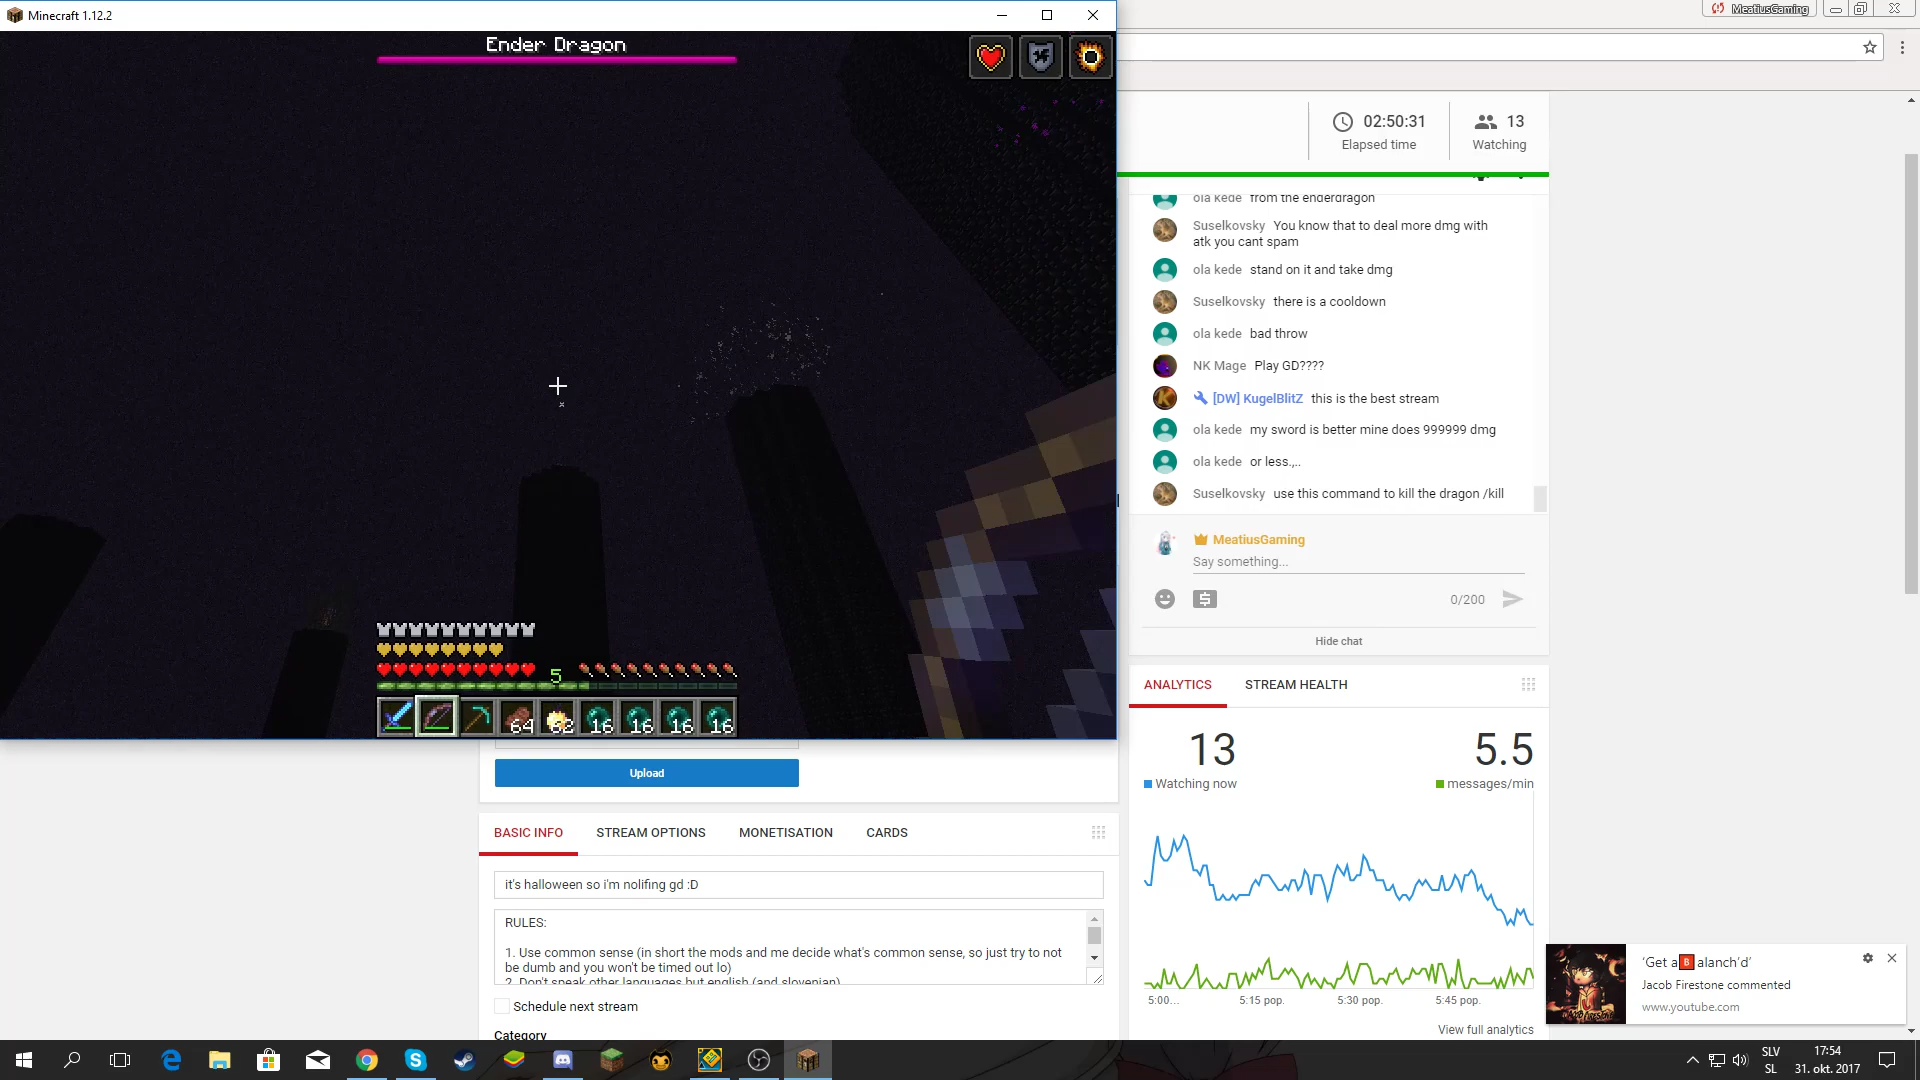 Minecraft 1.12.2
MeatiusGaming
Ender Dragon
02:50:31
Elapsed time
13
Watching
ola kede from the enderdragon
Suselkovsky You know that to deal more dmg with
atk you cant spam
ola kede stand on it and take dmg
Suselkovsky there is a cooldown
ola kede bad throw
NK Mage Play GD????
[DW] KugelBlitZ this is the best stream
ola kede my sword is better mine does 999999 dmg
ola kede or less.,..
Suselkovsky use this command to kill the dragon /kill
MeatiusGaming
Say something...
0/200
Hide chat
5
64
62
16
16
16
16
ANALYTICS
STREAM HEALTH
13
Watching now
5.5
messages/min
5:00...
5:15 pop.
5:30 pop.
5:45 pop.
View full analytics
Upload
BASIC INFO
STREAM OPTIONS
MONETISATION
CARDS
it's halloween so i'm nolifing gd :D
RULES:
1. Use common sense (in short the mods and me decide what's common sense, so just try to not
be dumb and you won't be timed out lo)
2. Don't speak other languages but english (and slovenian)
Schedule next stream
Category
'Get a B alanch'd'
Jacob Firestone commented
www.youtube.com
SLV
SL
17:54
31. okt. 2017